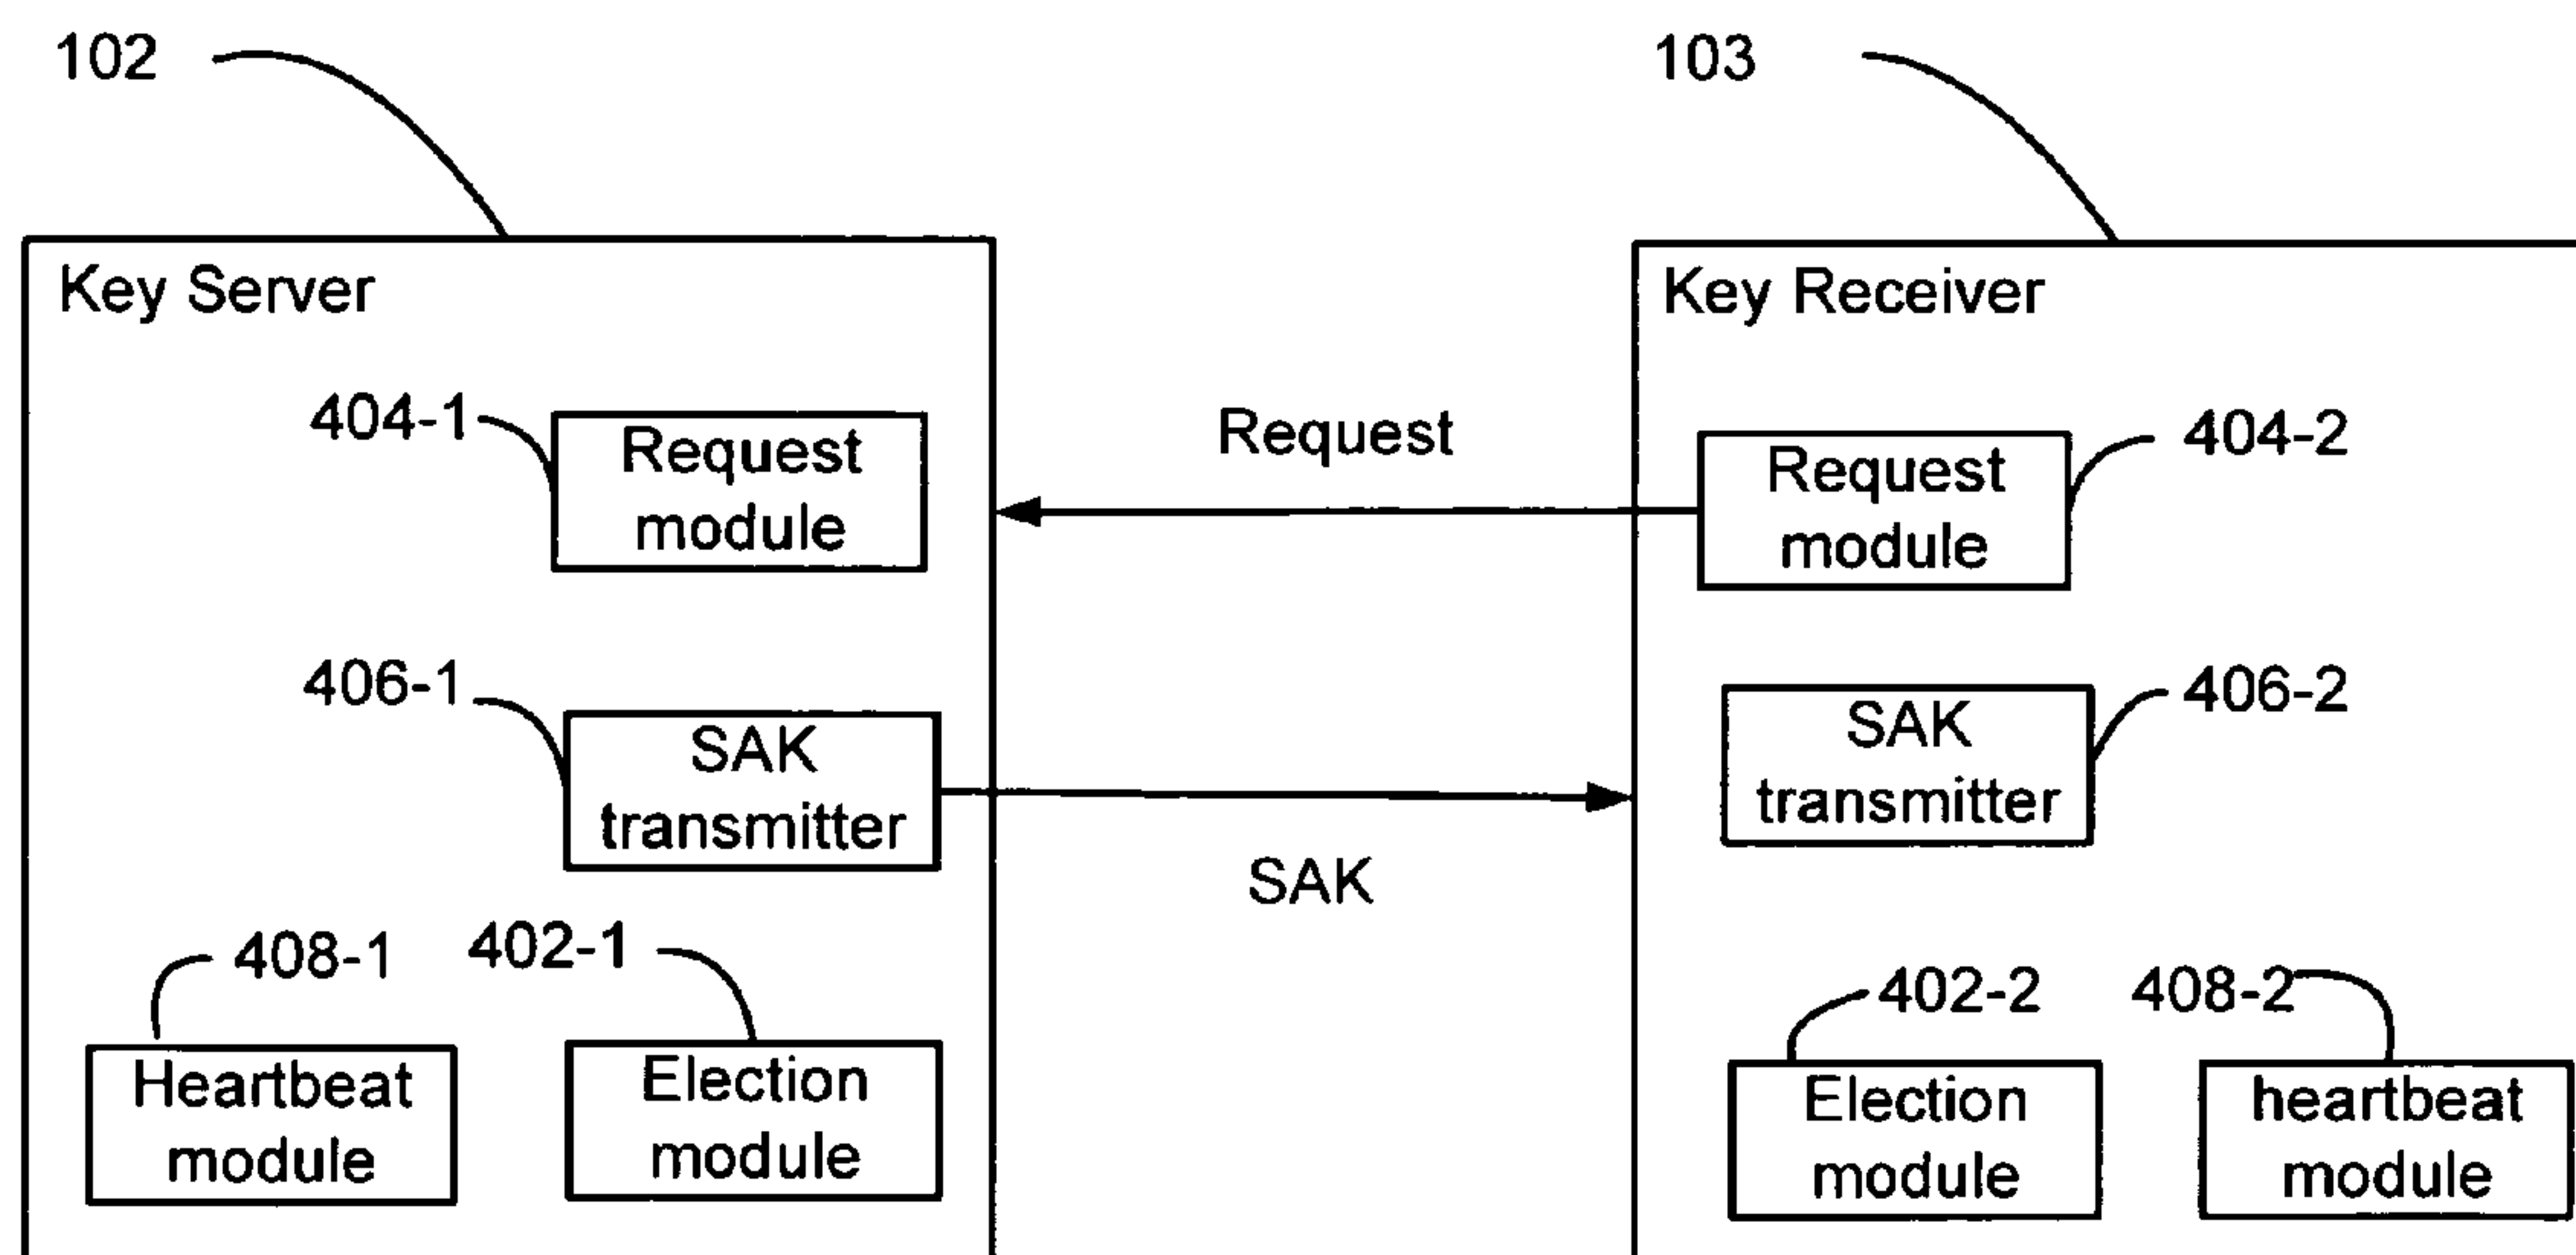 102
103
Key Server
Key Receiver
404-1
Request
module
Request
Request
module
404-2
406-1
SAK
transmitter
SAK
SAK
transmitter
406-2
408-1
402-1
402-2
408-2
Heartbeat
module
Election
module
Election
module
heartbeat
module